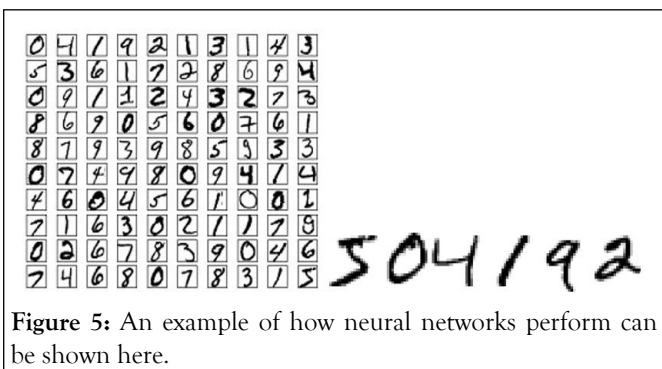 0 4 1 9 2 1 3 1 4 3
5 3 6 1 7 2 8 6 9 4
0 9 1 1 2 4 3 2 7 3
8 6 9 0 5 6 0 7 6 1
8 7 9 3 9 8 5 9 3 3
0 7 4 9 8 0 9 4 1 4
4 6 0 4 5 6 1 0 0 1
7 1 6 3 0 2 1 1 7 9
0 2 6 7 8 3 9 0 4 6
7 4 6 8 0 7 8 3 1 5
504192
Figure 5: An example of how neural networks perform can
be shown here.